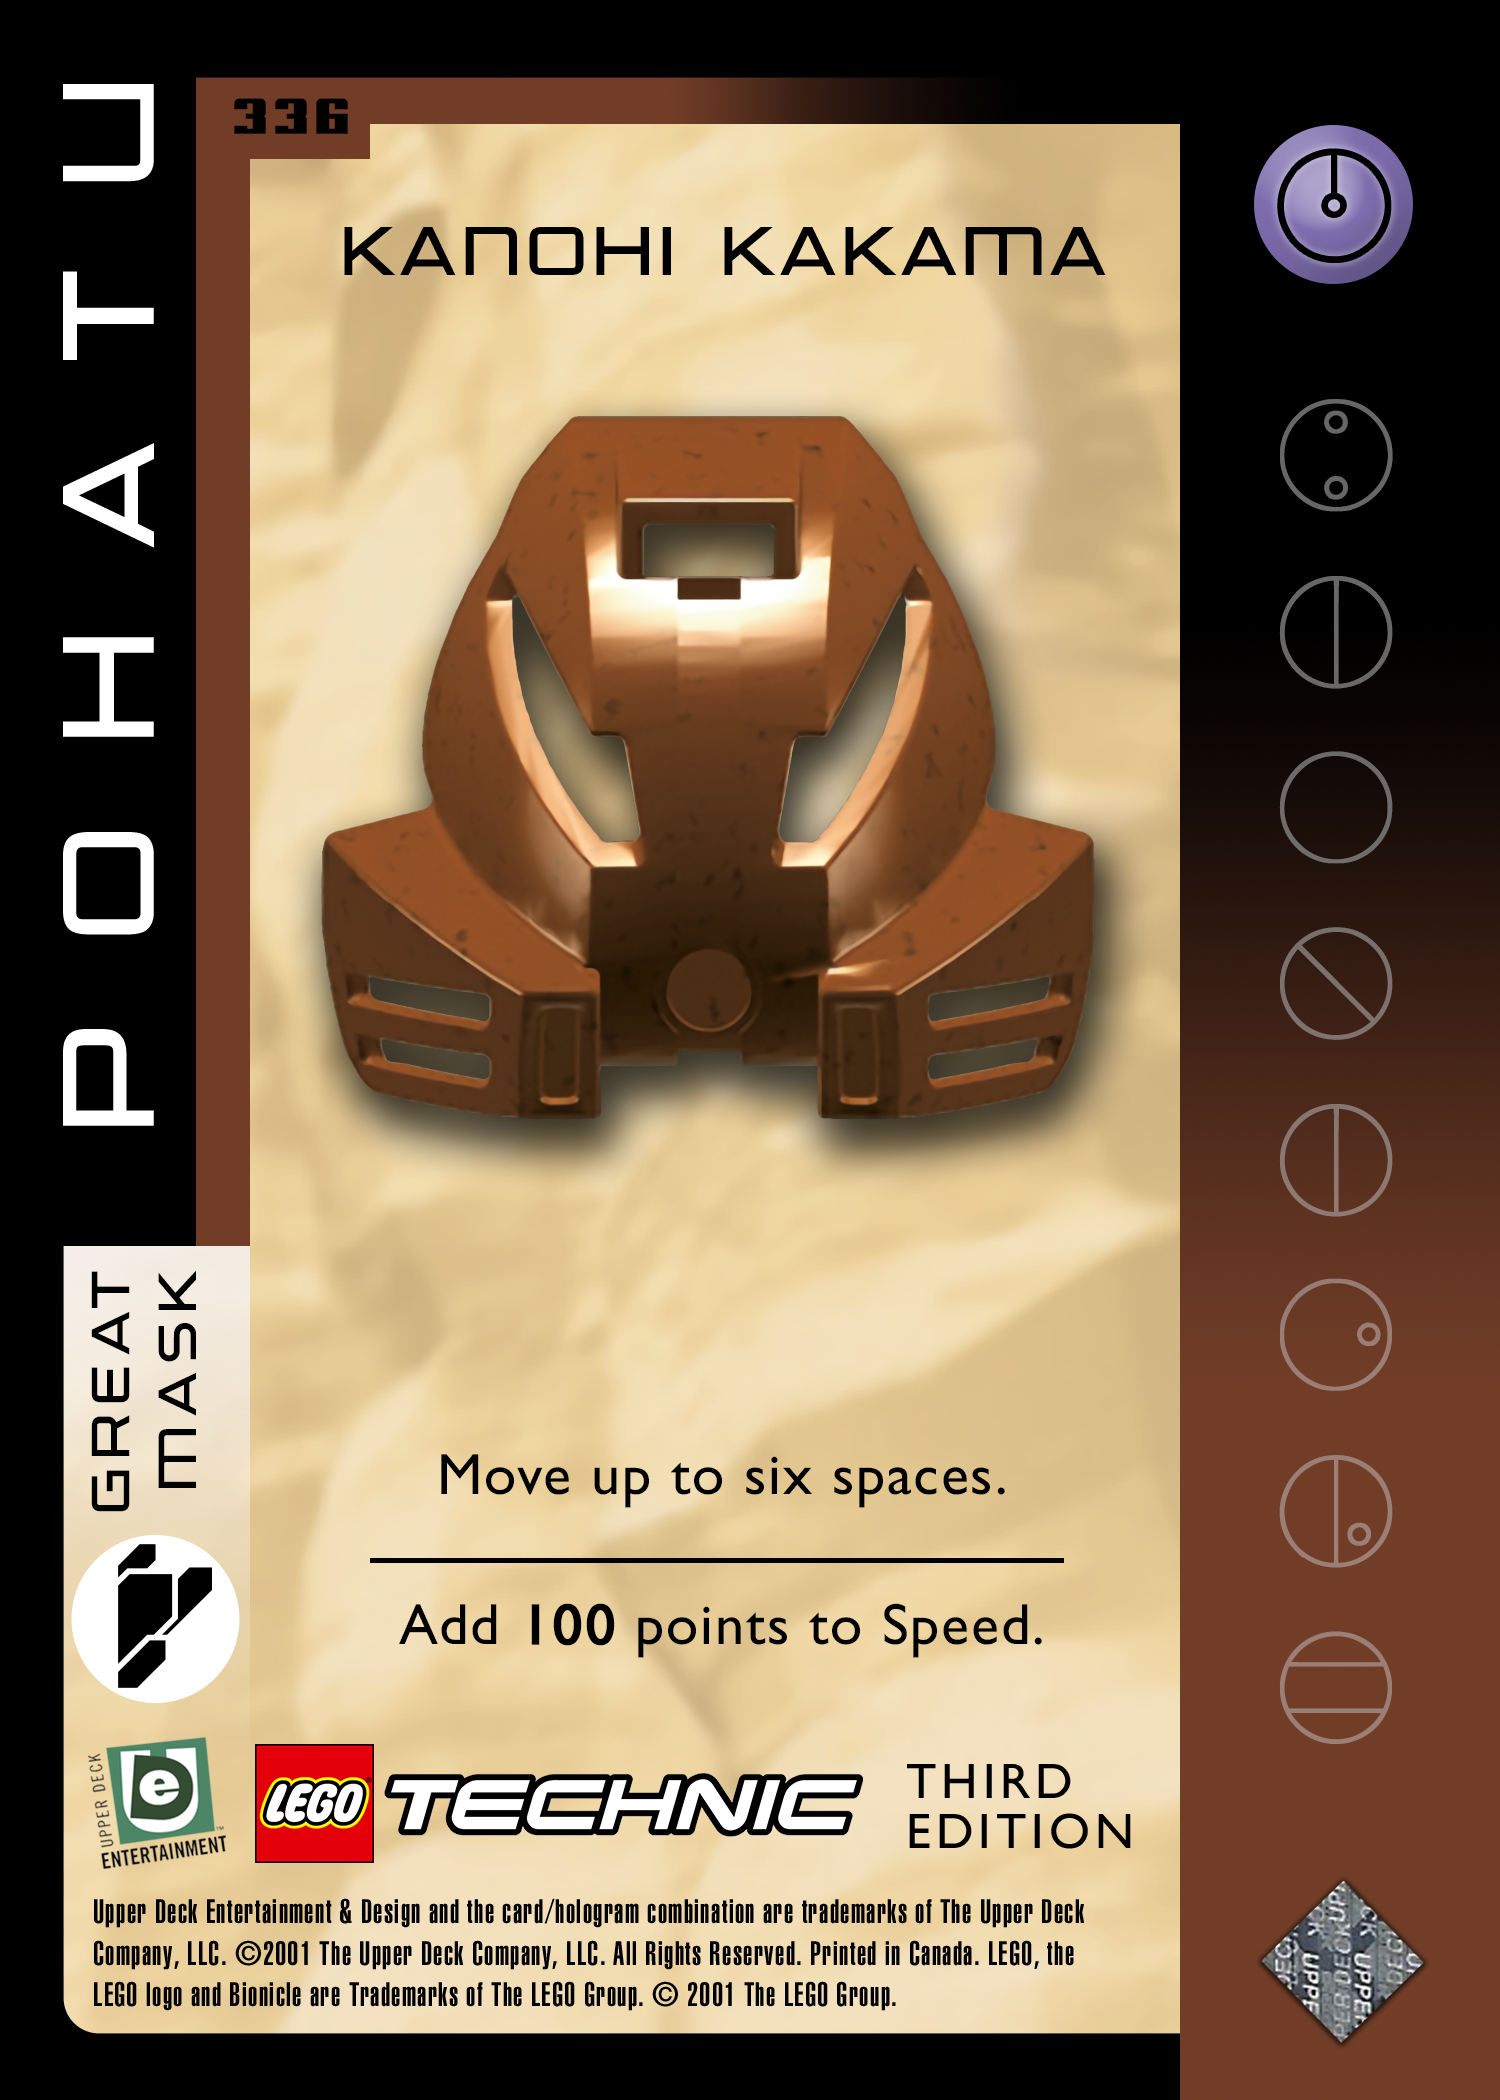 336
POHATU
KANOHI KAKAMA
GREAT
MASK
Move up to six spaces.
Add 100 points to Speed.
UPPER DECK
e
ENTERTAINMENT
™
LEGO
TECHNIC
THIRD
EDITION
Upper Deck Entertainment & Design and the card/hologram combination are trademarks of The Upper Deck
Company, LLC. ©2001 The Upper Deck Company, LLC. All Rights Reserved. Printed in Canada. LEGO, the
LEGO logo and Bionicle are Trademarks of The LEGO Group. © 2001 The LEGO Group.